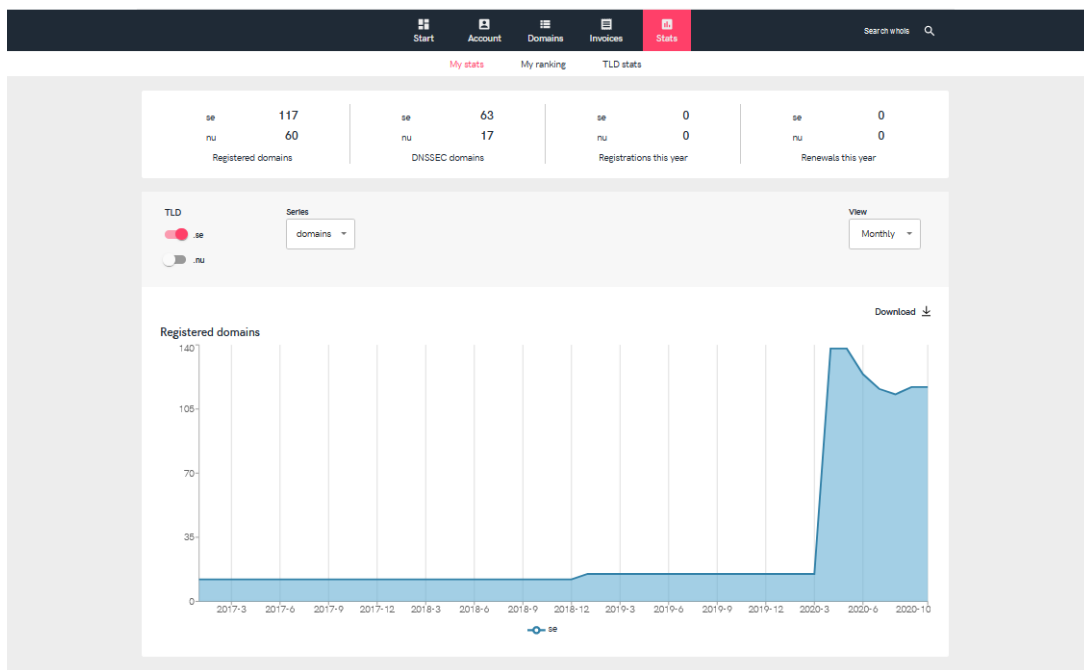 Start Account Domains Invoices Stats Search whois
My stats My ranking TLD stats
se 117 se 63 se 0 se 0
nu 60 nu 17 nu 0 nu 0
Registered domains DNSSEC domains Registrations this year Renewals this year
TLD Series View
.se domains Monthly
.nu
Download
Registered domains
140
105
70
35
0
2017-3 2017-6 2017-9 2017-12 2018-3 2018-6 2018-9 2018-12 2019-3 2019-6 2019-9 2019-12 2020-3 2020-6 2020-10
se